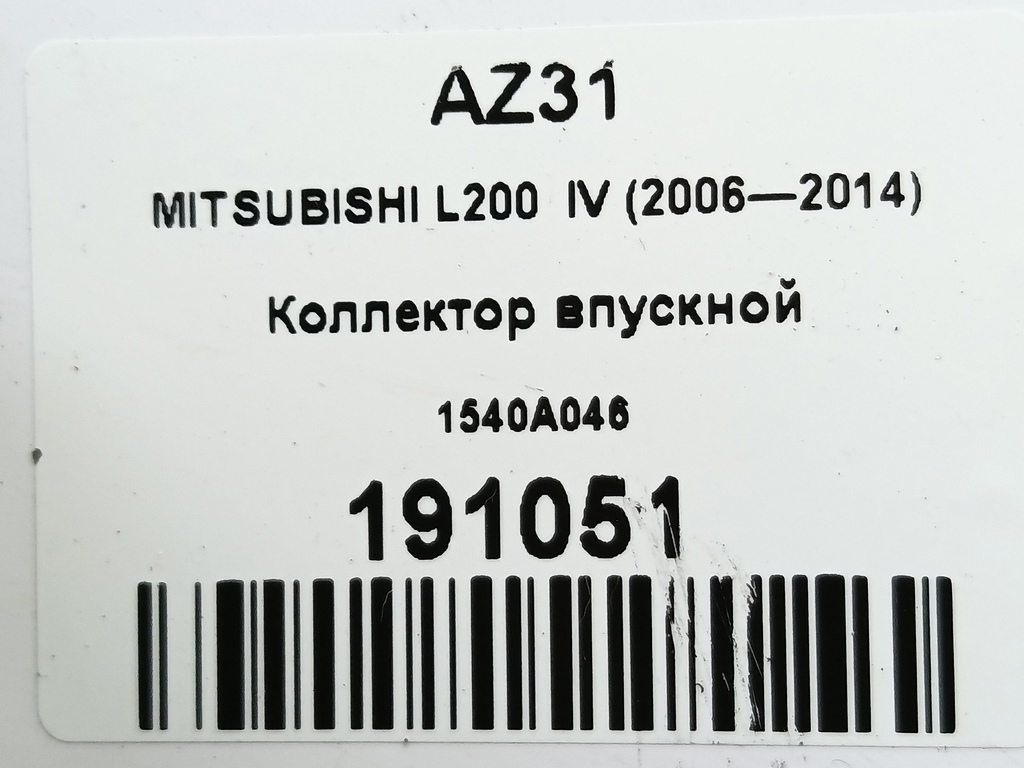 AZ31
MITSUBISHI L200 IV (2006—2014)
Коллектор впускной
1540A046
191051